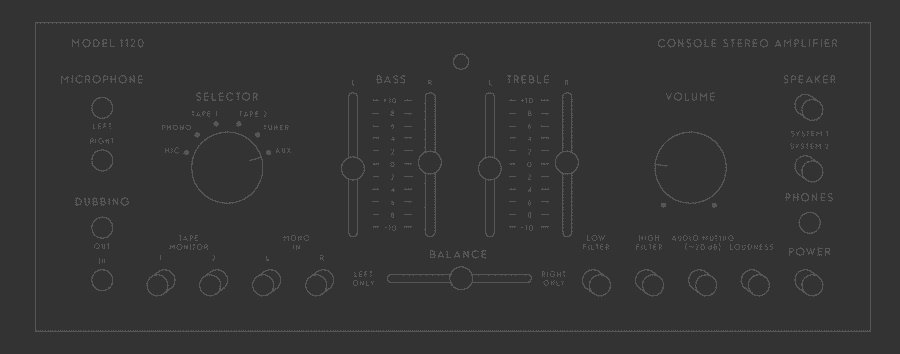 MODEL 1120
CONSOLE STEREO AMPLIFIER
MICROPHONE
LEFT
RIGHT
DUBBING
OUT
IN
SELECTOR
TAPE 1 TAPE 2
PHONO TUNER
MIC AUX
TAPE MONITOR
1 2
MONO IN
L R
L BASS R
+10
8
6
4
2
0
2
4
6
8
-10
L TREBLE R
+10
8
6
4
2
0
2
4
6
8
-10
BALANCE
LEFT ONLY
RIGHT ONLY
VOLUME
LOW FILTER
HIGH FILTER
AUDIO MUTING (-20 dB)
LOUDNESS
SPEAKER
SYSTEM 1
SYSTEM 2
PHONES
POWER